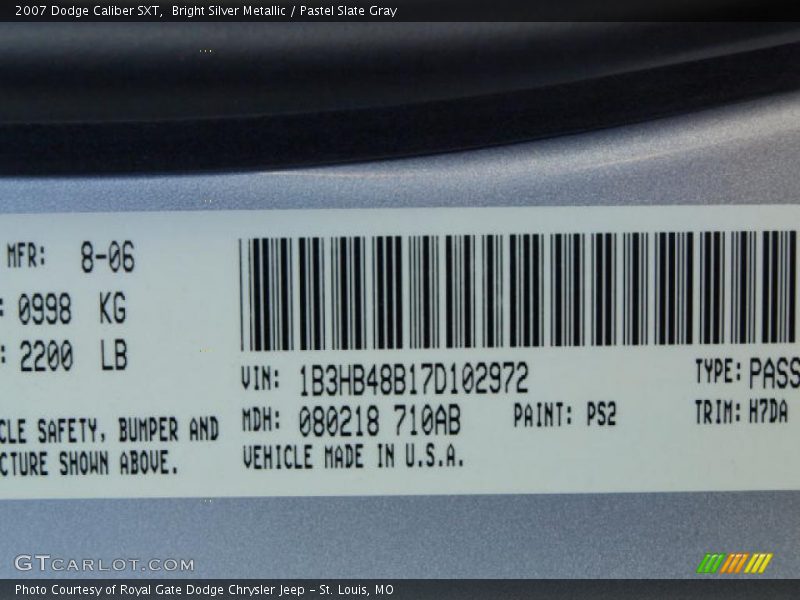 2007 Dodge Caliber SXT,  Bright Silver Metallic / Pastel Slate Gray
MFR: 8-06
: 0998 KG
: 2200 LB
VIN: 1B3HB48B17D102972 TYPE: PASS
MDH: 080218 710AB PAINT: PS2 TRIM: H7DA
CLE SAFETY, BUMPER AND
VEHICLE MADE IN U.S.A.
CTURE SHOWN ABOVE.
GTCARLOT.COM
Photo Courtesy of Royal Gate Dodge Chrysler Jeep - St. Louis, MO